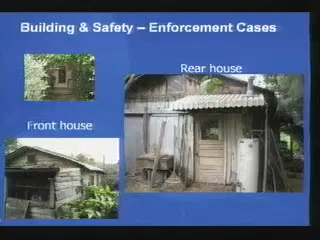 Building & Safety – Enforcement Cases
Rear house
Front house